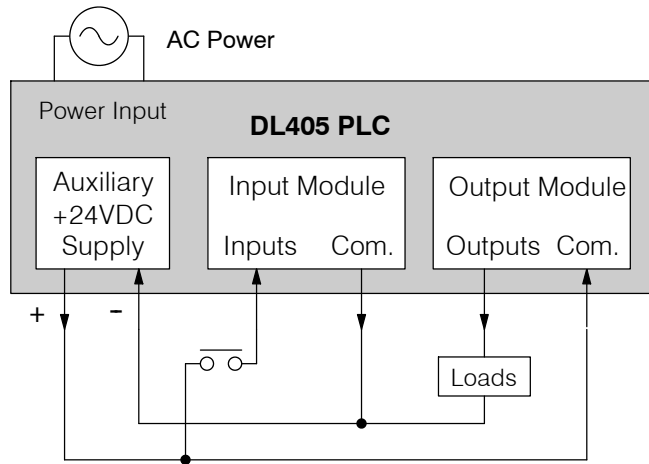 AC Power
Power Input
DL405 PLC
Auxiliary
+24VDC
Supply
Input Module
Inputs Com.
Output Module
Outputs Com.
+ -
Loads